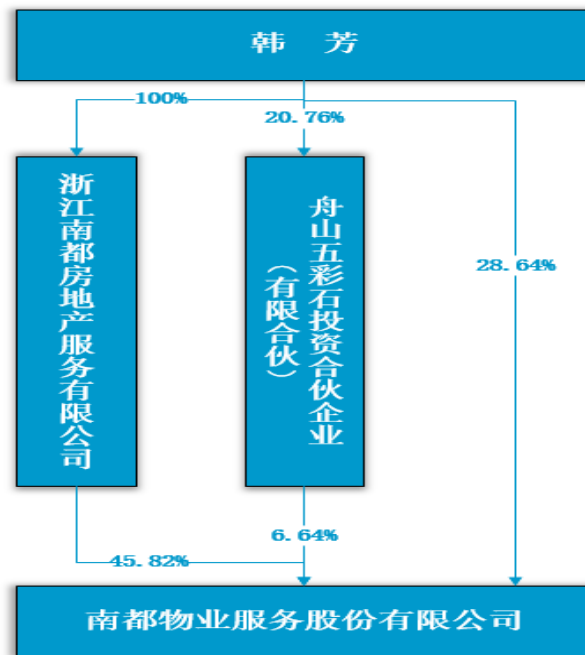 韩 芳
100%
20.76%
浙江南都房地产服务有限公司
舟山五彩石投资合伙企业
（有限合伙）
28.64%
6.64%
45.82%
南都物业服务股份有限公司